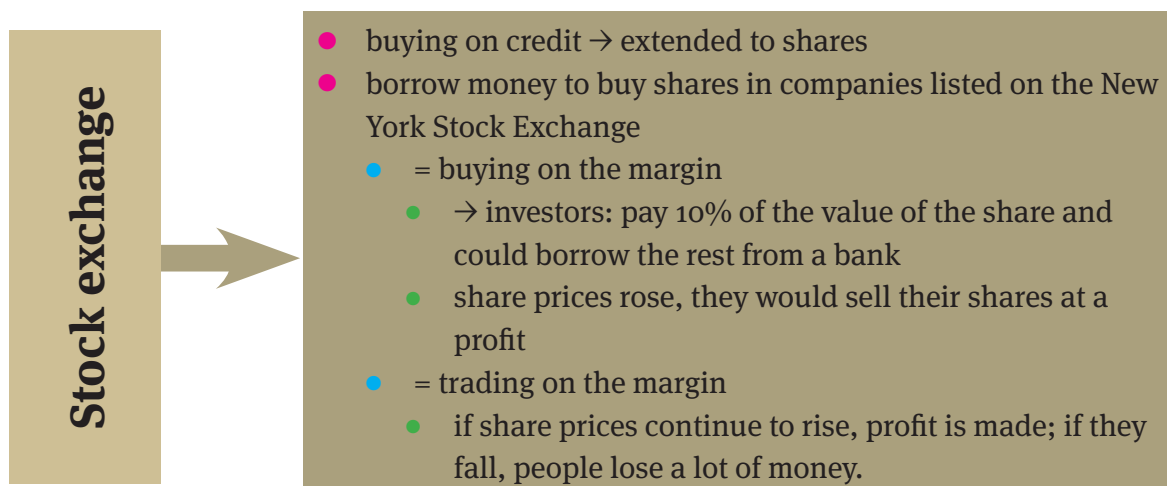 Stock exchange
● buying on credit → extended to shares
● borrow money to buy shares in companies listed on the New
York Stock Exchange
● = buying on the margin
● → investors: pay 10% of the value of the share and
could borrow the rest from a bank
● share prices rose, they would sell their shares at a
profit
● = trading on the margin
● if share prices continue to rise, profit is made; if they
fall, people lose a lot of money.